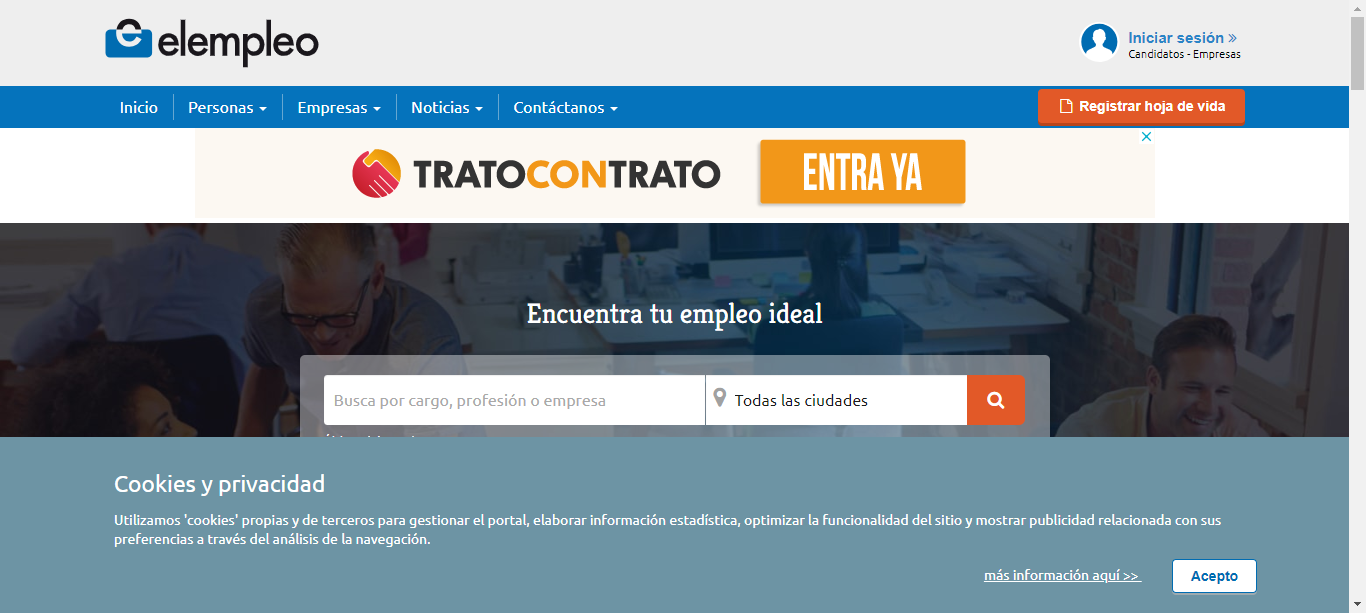 elempleo
Iniciar sesión »
Candidatos - Empresas
Inicio
Personas
Empresas
Noticias
Contáctanos
Registrar hoja de vida
TRATOCONTRATO
ENTRA YA
Encuentra tu empleo ideal
Busca por cargo, profesión o empresa
Todas las ciudades
Cookies y privacidad
Utilizamos 'cookies' propias y de terceros para gestionar el portal, elaborar información estadística, optimizar la funcionalidad del sitio y mostrar publicidad relacionada con sus
preferencias a través del análisis de la navegación.
más información aquí >>
Acepto